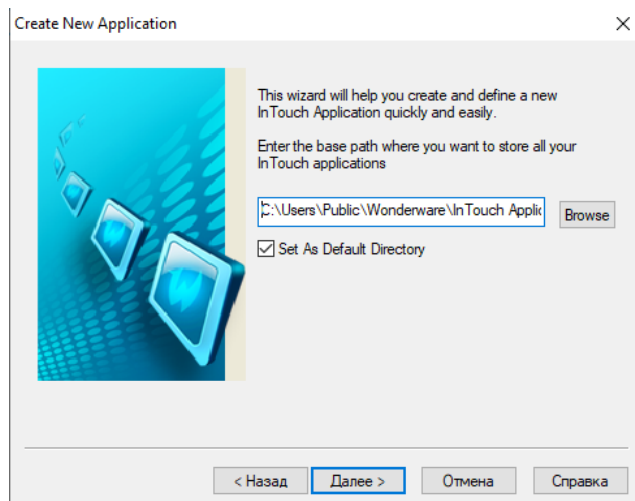 Create New Application
This wizard will help you create and define a new
InTouch Application quickly and easily.
Enter the base path where you want to store all your
InTouch applications
C:\Users\Public\Wonderware\InTouch Applic
Browse
Set As Default Directory
< Назад
Далее >
Отмена
Справка